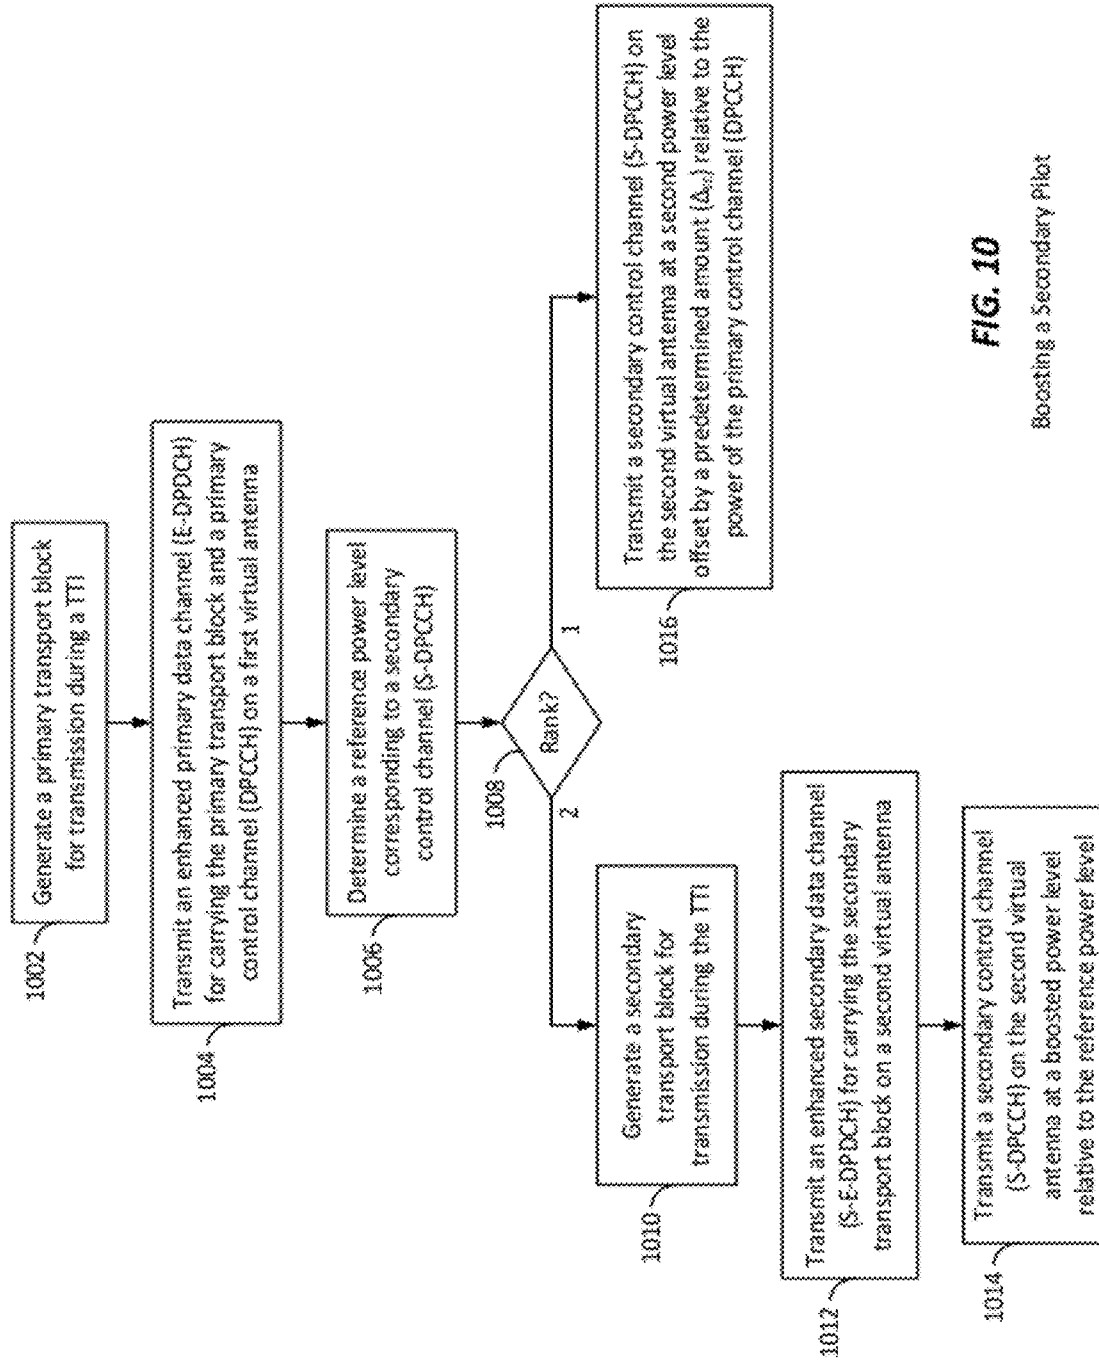 1002
Generate a primary transport block
for transmission during a TTI
1004
Transmit an enhanced primary data channel (E-DPDCH)
for carrying the primary transport block and a primary
control channel (DPCCH) on a first virtual antenna
1006
Determine a reference power level
corresponding to a secondary
control channel (S-DPCCH)
1008
Rank?
2
1
1010
Generate a secondary
transport block for
transmission during the TTI
1012
Transmit an enhanced secondary data channel
(S-E-DPDCH) for carrying the secondary
transport block on a second virtual antenna
1014
Transmit a secondary control channel
(S-DPCCH) on the second virtual
antenna at a boosted power level
relative to the reference power level
1016
Transmit a secondary control channel (S-DPCCH) on
the second virtual antenna at a second power level
offset by a predetermined amount (Δ) relative to the
power of the primary control channel (DPCCH)
FIG. 10
Boosting a Secondary Pilot